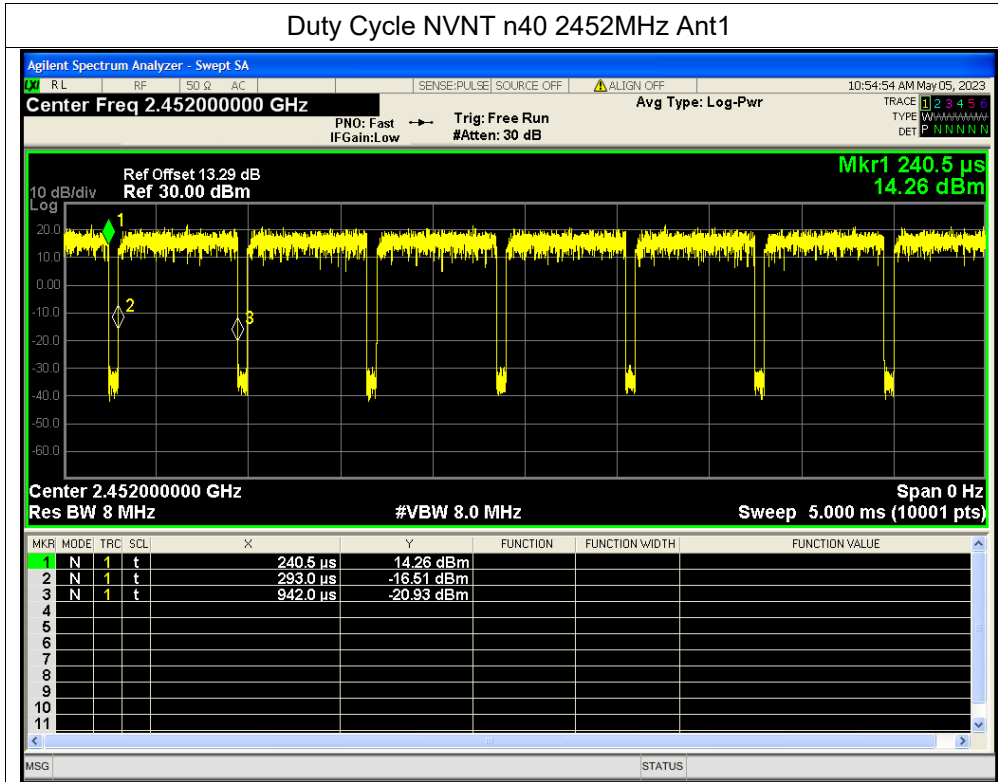 Duty Cycle NVNT n40 2452MHz Ant1
Agilent Spectrum Analyzer - Swept SA
LXI RL RF 50 Ω AC SENSE:PULSE SOURCE OFF ALIGN OFF 10:54:54 AM May 05, 2023
Center Freq 2.452000000 GHz Avg Type: Log-Pwr TRACE 1 2 3 4 5 6
PNO: Fast Trig: Free Run TYPE W
IFGain:Low #Atten: 30 dB DET P N N N N N
Mkr1 240.5 µs
Ref Offset 13.29 dB
10 dB/div Ref 30.00 dBm 14.26 dBm
Log
1
20.0
10.0
0.00
2
-10.0
3
-20.0
-30.0
-40.0
-50.0
-60.0
Center 2.452000000 GHz Span 0 Hz
Res BW 8 MHz #VBW 8.0 MHz Sweep 5.000 ms (10001 pts)
MKR MODE TRC SCL X Y FUNCTION FUNCTION WIDTH FUNCTION VALUE
1 N 1 t 240.5 µs 14.26 dBm
2 N 1 t 293.0 µs -16.51 dBm
3 N 1 t 942.0 µs -20.93 dBm
4
5
6
7
8
9
10
11
MSG STATUS